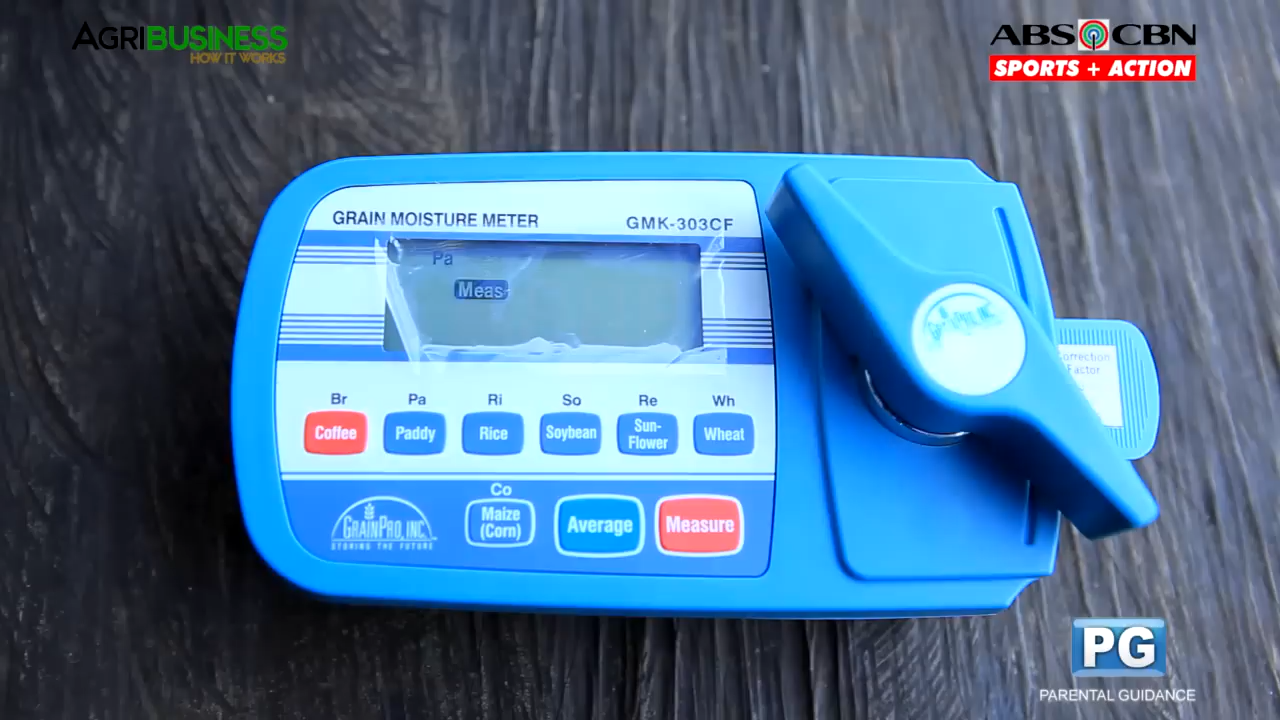 AGRIBUSINESS
HOW IT WORKS
ABS CBN
SPORTS + ACTION
GRAIN MOISTURE METER GMK-303CF
Pa
Meas
Br Pa Ri So Re Wh
Coffee Paddy Rice Soybean Sun-Flower Wheat
Co
Maize
(Corn)
Average Measure
GRAINPRO, INC.
STORING THE FUTURE
Correction
Factor
PG
PARENTAL GUIDANCE